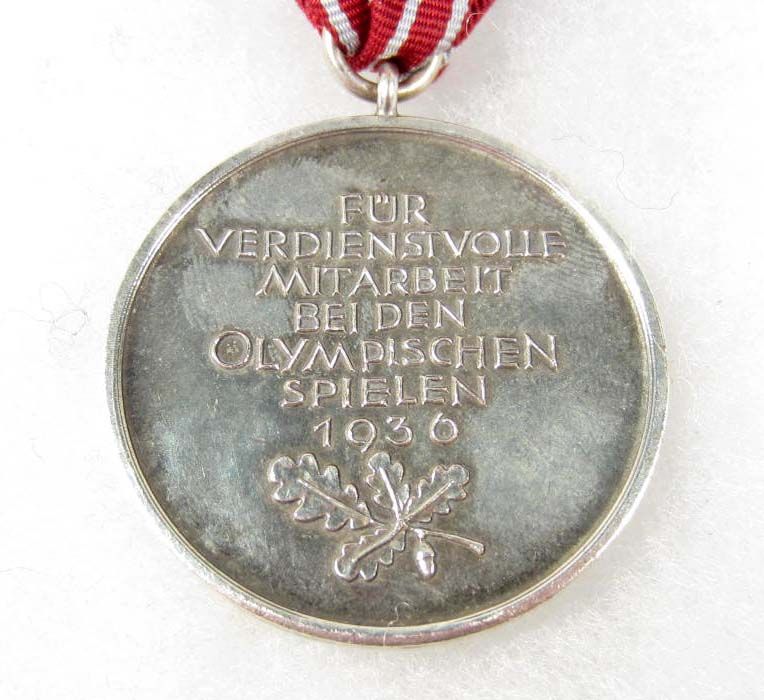 FÜR
VERDIENSTVOLLE
MITARBEIT
BEI DEN
OLYMPISCHEN
SPIELEN
1936